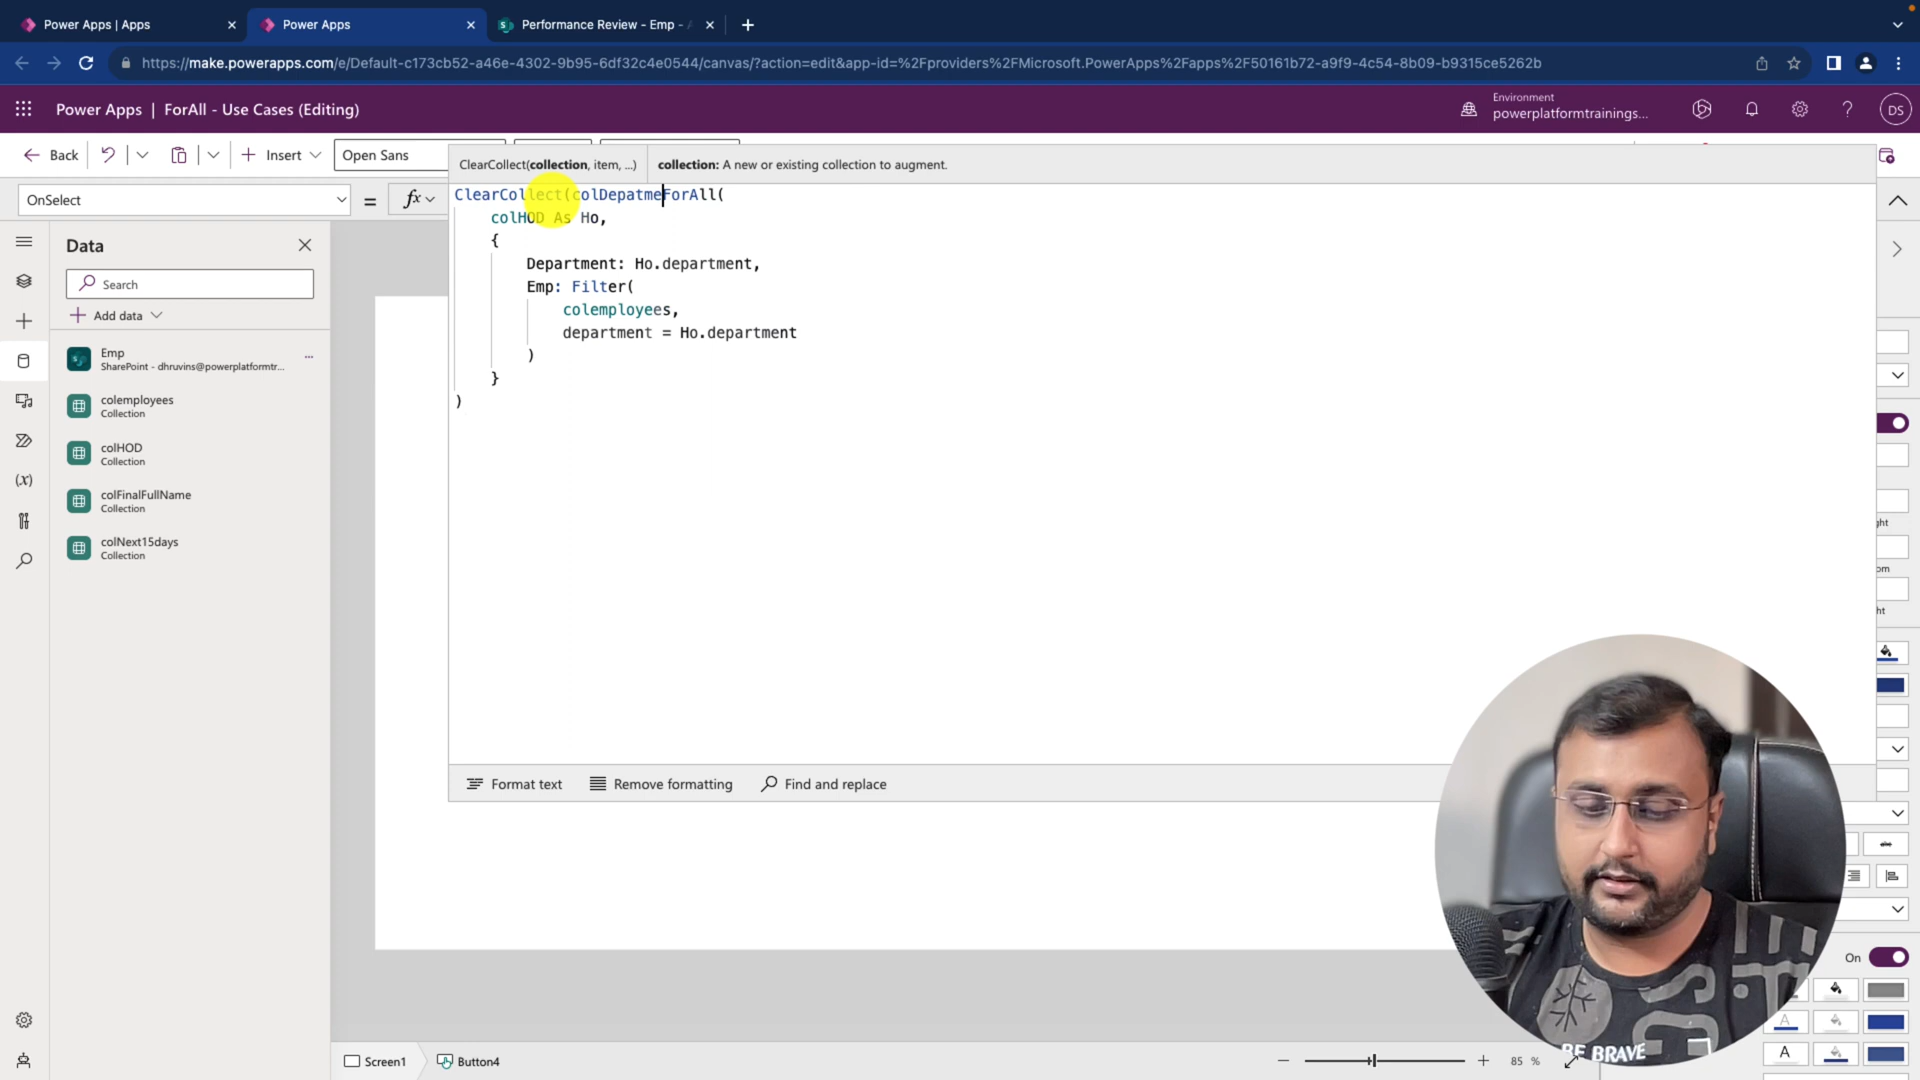 Power Apps | Apps
Power Apps
Performance Review - Emp -
https://make.powerapps.com/e/Default-c173cb52-a46e-4302-9b95-6df32c4e0544/canvas/?action=edit&app-id=%2Fproviders%2FMicrosoft.PowerApps%2Fapps%2F50161b72-a9f9-4c54-8b09-b9315ce5262b
Power Apps | ForAll - Use Cases (Editing)
Environment
powerplatformtrainings...
DS
Back
Insert
Open Sans
ClearCollect(collection, item, ...)
collection: A new or existing collection to augment.
OnSelect
=
fx
ClearCollect(colDepatmeForAll(
colHOD As Ho,
{
Department: Ho.department,
Emp: Filter(
colemployees,
department = Ho.department
)
}
)
Data
Search
Add data
Emp
SharePoint - dhruvins@powerplatformtr...
colemployees
Collection
colHOD
Collection
colFinalFullName
Collection
colNext15days
Collection
Format text
Remove formatting
Find and replace
ght
om
ht
On
BE BRAVE
Screen1
Button4
85 %